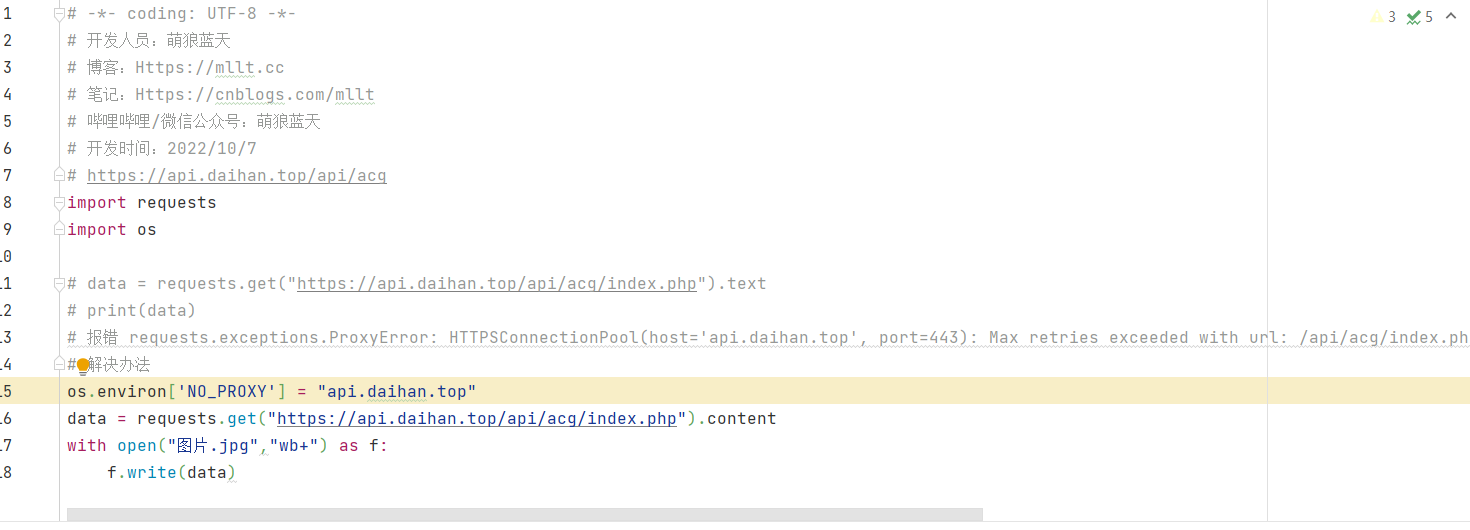 3 5
1 # -*- coding: UTF-8 -*-
2 # 开发人员：萌狼蓝天
3 # 博客：Https://mllt.cc
4 # 笔记：Https://cnblogs.com/mllt
5 # 哔哩哔哩/微信公众号：萌狼蓝天
6 # 开发时间：2022/10/7
7 # https://api.daihan.top/api/acg
8 import requests
9 import os
10
11 # data = requests.get("https://api.daihan.top/api/acg/index.php").text
12 # print(data)
13 # 报错 requests.exceptions.ProxyError: HTTPSConnectionPool(host='api.daihan.top', port=443): Max retries exceeded with url: /api/acg/index.ph
14 # 解决办法
15 os.environ['NO_PROXY'] = "api.daihan.top"
16 data = requests.get("https://api.daihan.top/api/acg/index.php").content
17 with open("图片.jpg","wb+") as f:
18     f.write(data)